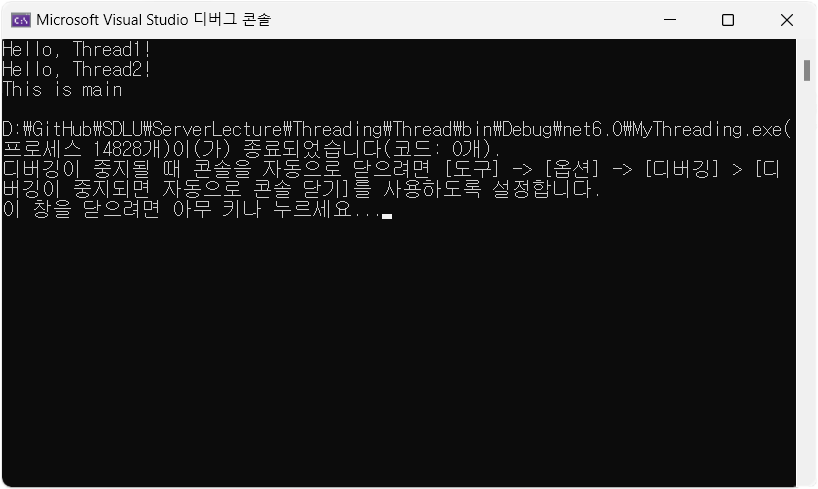 Microsoft Visual Studio 디버그 콘솔
Hello, Thread1!
Hello, Thread2!
This is main
D:₩GitHub₩SDLU₩ServerLecture₩Threading₩Thread₩bin₩Debug₩net6.0₩MyThreading.exe(
프로세스 14828개)이(가) 종료되었습니다(코드: 0개).
디버깅이 중지될 때 콘솔을 자동으로 닫으려면 [도구] -> [옵션] -> [디버깅] > [디
버깅이 중지되면 자동으로 콘솔 닫기]를 사용하도록 설정합니다.
이 창을 닫으려면 아무 키나 누르세요...